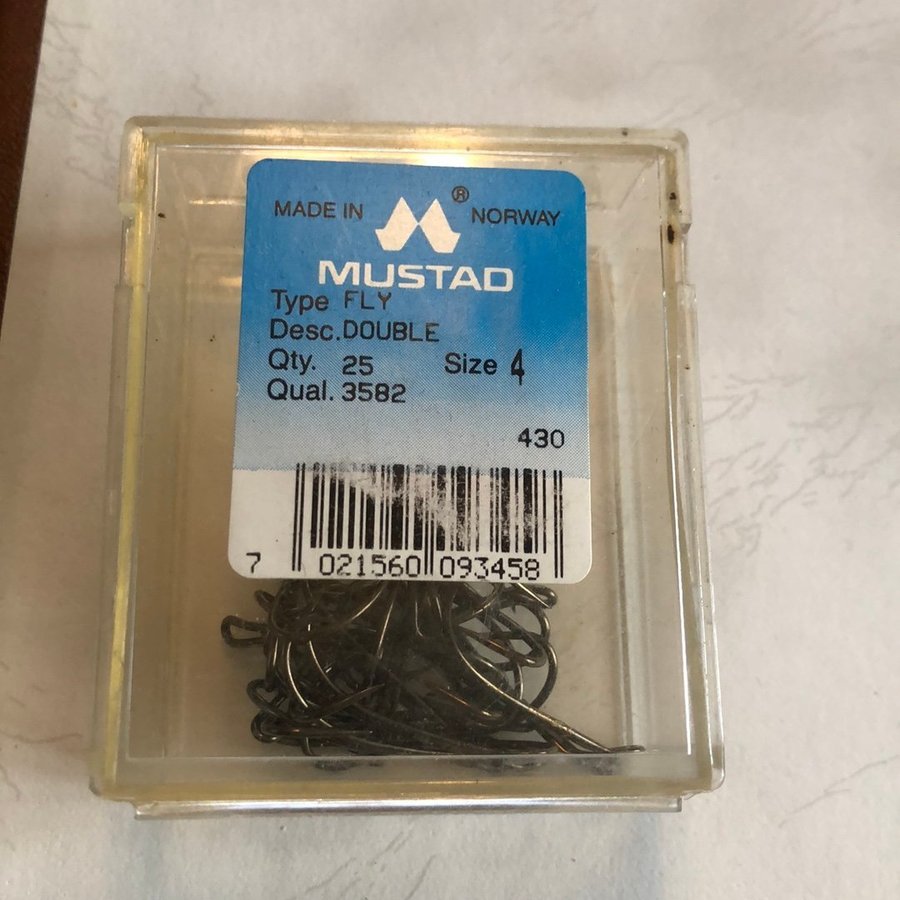 MADE IN ® NORWAY
MUSTAD
Type FLY
Desc. DOUBLE
Qty. 25 Size 4
Qual. 3582
430
7 021560 093458